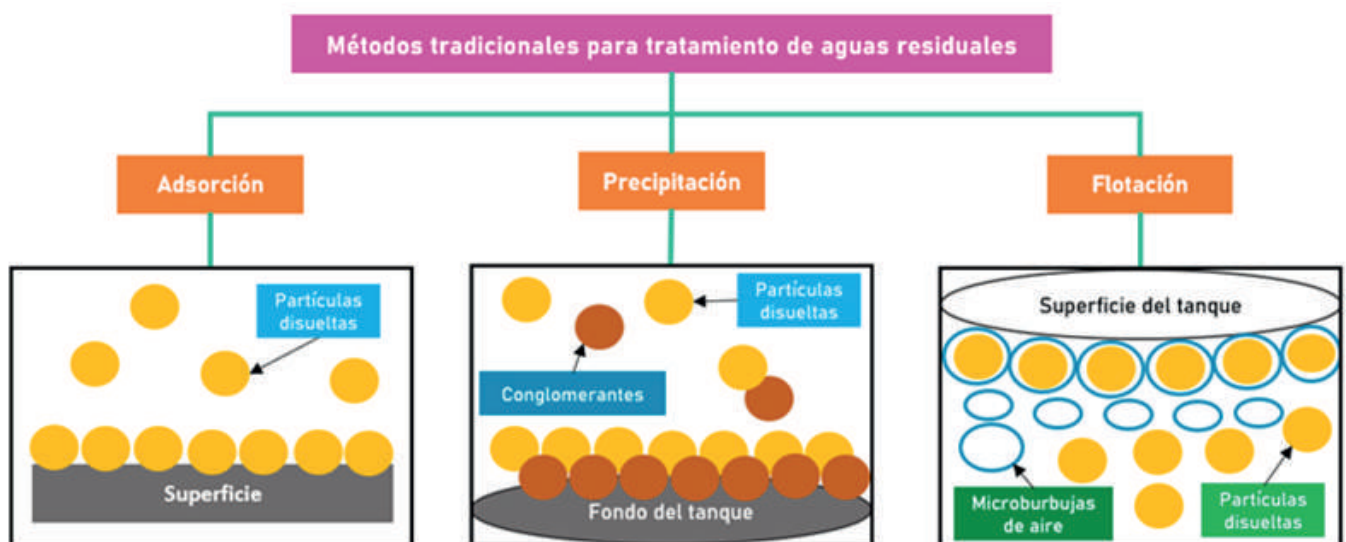 Métodos tradicionales para tratamiento de aguas residuales
Adsorción
Precipitación
Flotación
Partículas
disueltas
Superficie
Partículas
disueltas
Conglomerantes
Fondo del tanque
Superficie del tanque
Microburbujas
de aire
Partículas
disueltas